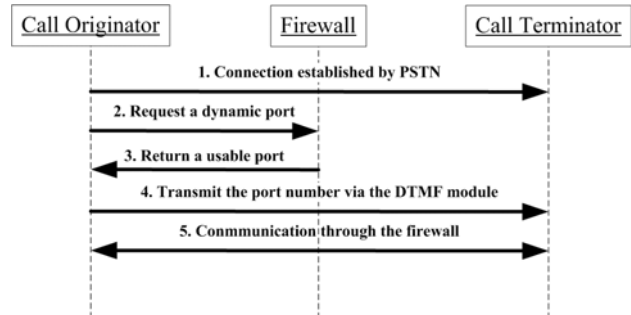 Call Originator
Firewall
Call Terminator
1. Connection established by PSTN
2. Request a dynamic port
3. Return a usable port
4. Transmit the port number via the DTMF module
5. Conmmunication through the firewall